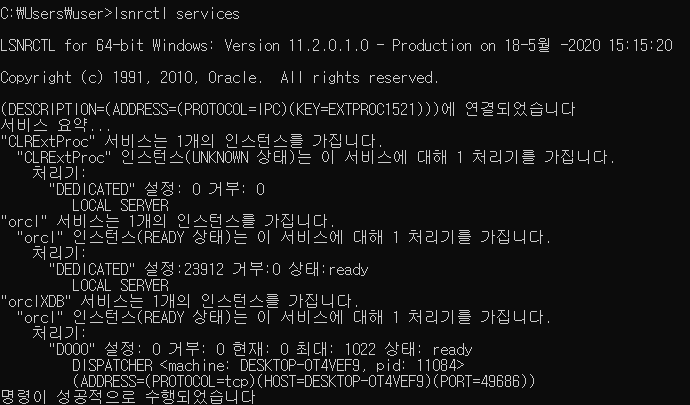 C:\Users\user>lsnrctl services
LSNRCTL for 64-bit Windows: Version 11.2.0.1.0 - Production on 18-5월 -2020 15:15:20
Copyright (c) 1991, 2010, Oracle.  All rights reserved.
(DESCRIPTION=(ADDRESS=(PROTOCOL=IPC)(KEY=EXTPROC1521)))에 연결되었습니다
서비스 요약...
"CLRExtProc" 서비스는 1개의 인스턴스를 가집니다.
  "CLRExtProc" 인스턴스(UNKNOWN 상태)는 이 서비스에 대해 1 처리기를 가집니다.
    처리기:
      "DEDICATED" 설정: 0 거부: 0
         LOCAL SERVER
"orcl" 서비스는 1개의 인스턴스를 가집니다.
  "orcl" 인스턴스(READY 상태)는 이 서비스에 대해 1 처리기를 가집니다.
    처리기:
      "DEDICATED" 설정:23912 거부:0 상태:ready
         LOCAL SERVER
"orclXDB" 서비스는 1개의 인스턴스를 가집니다.
  "orcl" 인스턴스(READY 상태)는 이 서비스에 대해 1 처리기를 가집니다.
    처리기:
      "D000" 설정: 0 거부: 0 현재: 0 최대: 1022 상태: ready
         DISPATCHER <machine: DESKTOP-OT4VEF9, pid: 11084>
         (ADDRESS=(PROTOCOL=tcp)(HOST=DESKTOP-OT4VEF9)(PORT=49686))
명령이 성공적으로 수행되었습니다